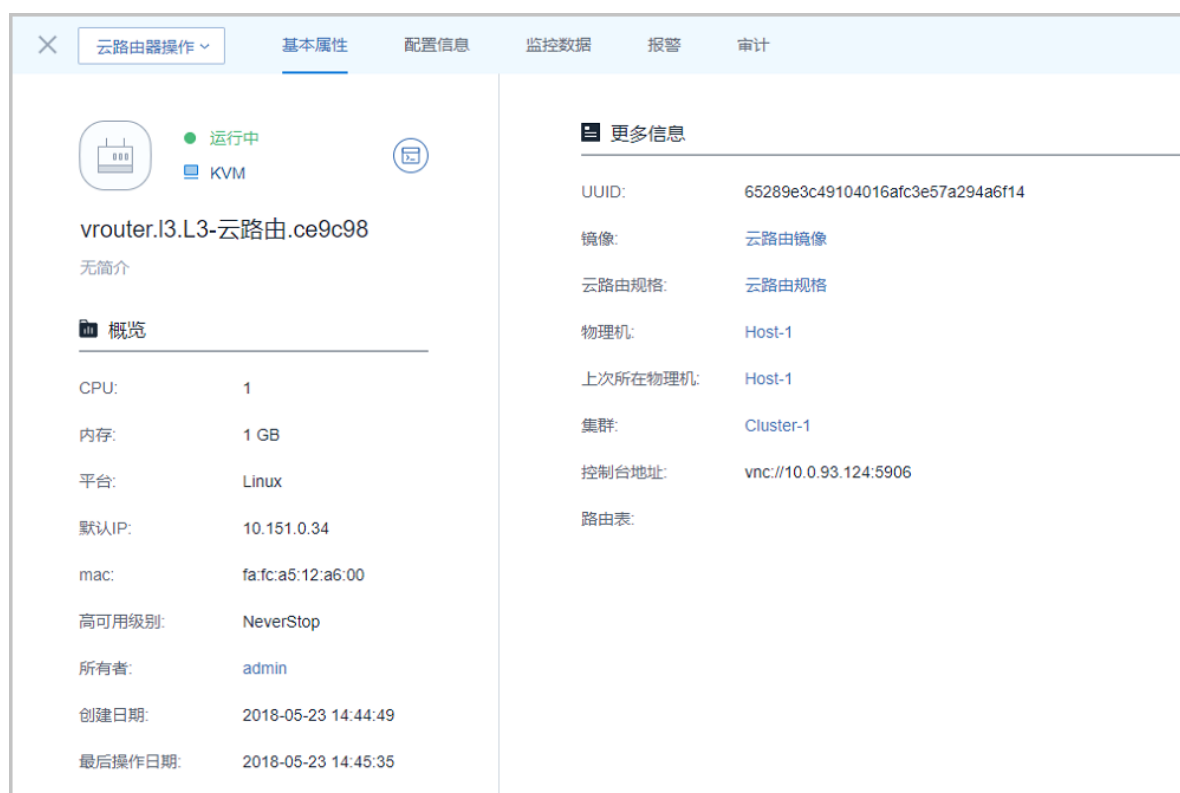 云路由器操作 基本属性 配置信息 监控数据 报警 审计
运行中
KVM
vrouter.l3.L3-云路由.ce9c98
无简介
概览
CPU: 1
内存: 1 GB
平台: Linux
默认IP: 10.151.0.34
mac: fa:fc:a5:12:a6:00
高可用级别: NeverStop
所有者: admin
创建日期: 2018-05-23 14:44:49
最后操作日期: 2018-05-23 14:45:35
更多信息
UUID: 65289e3c49104016afc3e57a294a6f14
镜像: 云路由镜像
云路由规格: 云路由规格
物理机: Host-1
上次所在物理机: Host-1
集群: Cluster-1
控制台地址: vnc://10.0.93.124:5906
路由表: